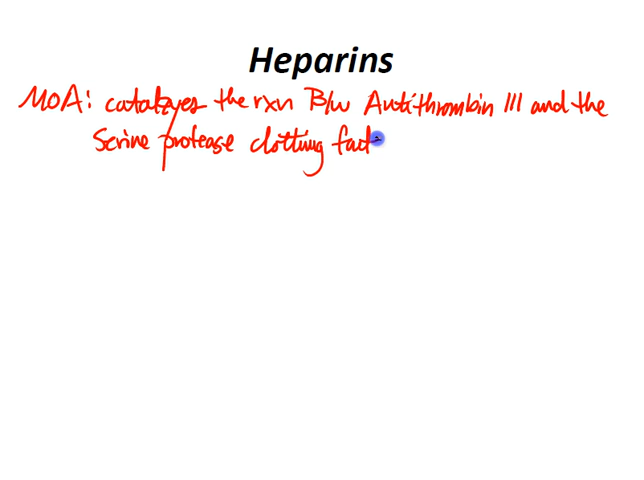 Heparins
MOA: catalyzes the rxn B/w Antithrombin III and the
Serine protease clotting fact